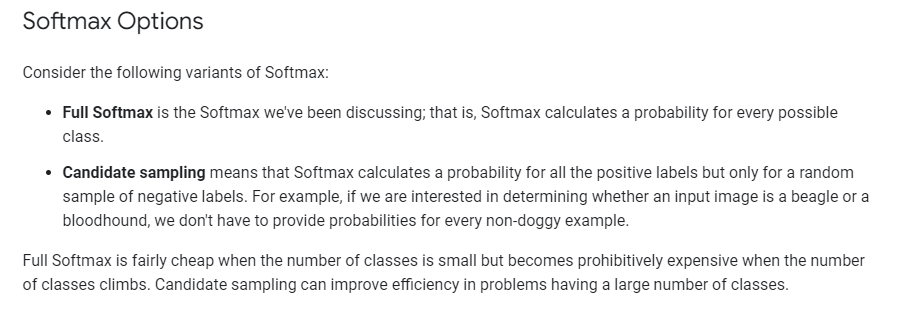 Softmax Options
Consider the following variants of Softmax:
• Full Softmax is the Softmax we've been discussing; that is, Softmax calculates a probability for every possible
class.
• Candidate sampling means that Softmax calculates a probability for all the positive labels but only for a random
sample of negative labels. For example, if we are interested in determining whether an input image is a beagle or a
bloodhound, we don't have to provide probabilities for every non-doggy example.
Full Softmax is fairly cheap when the number of classes is small but becomes prohibitively expensive when the number
of classes climbs. Candidate sampling can improve efficiency in problems having a large number of classes.